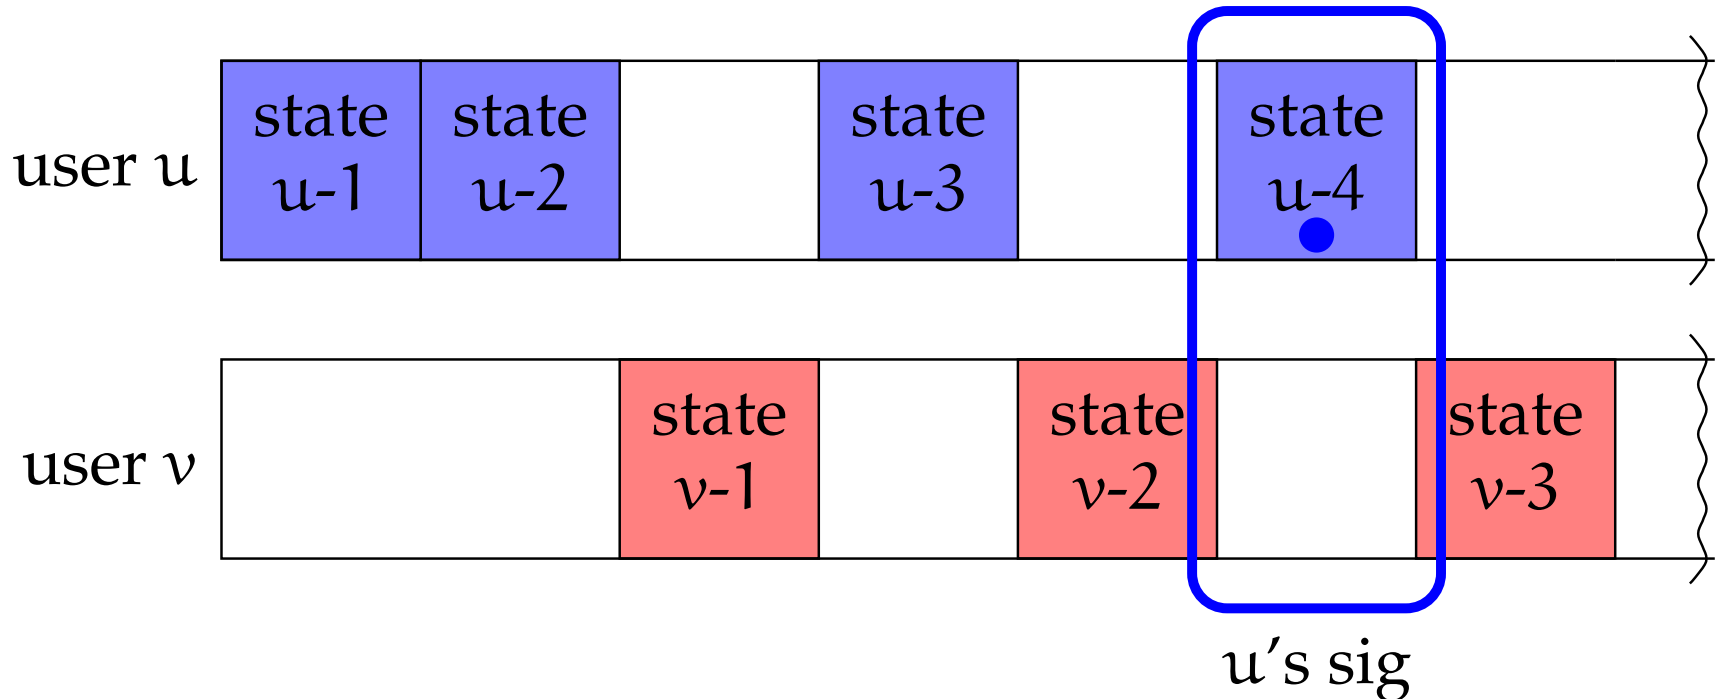 user u
state
u-1
state
u-2
state
u-3
state
u-4
user v
state
v-1
state
v-2
state
v-3
u's sig